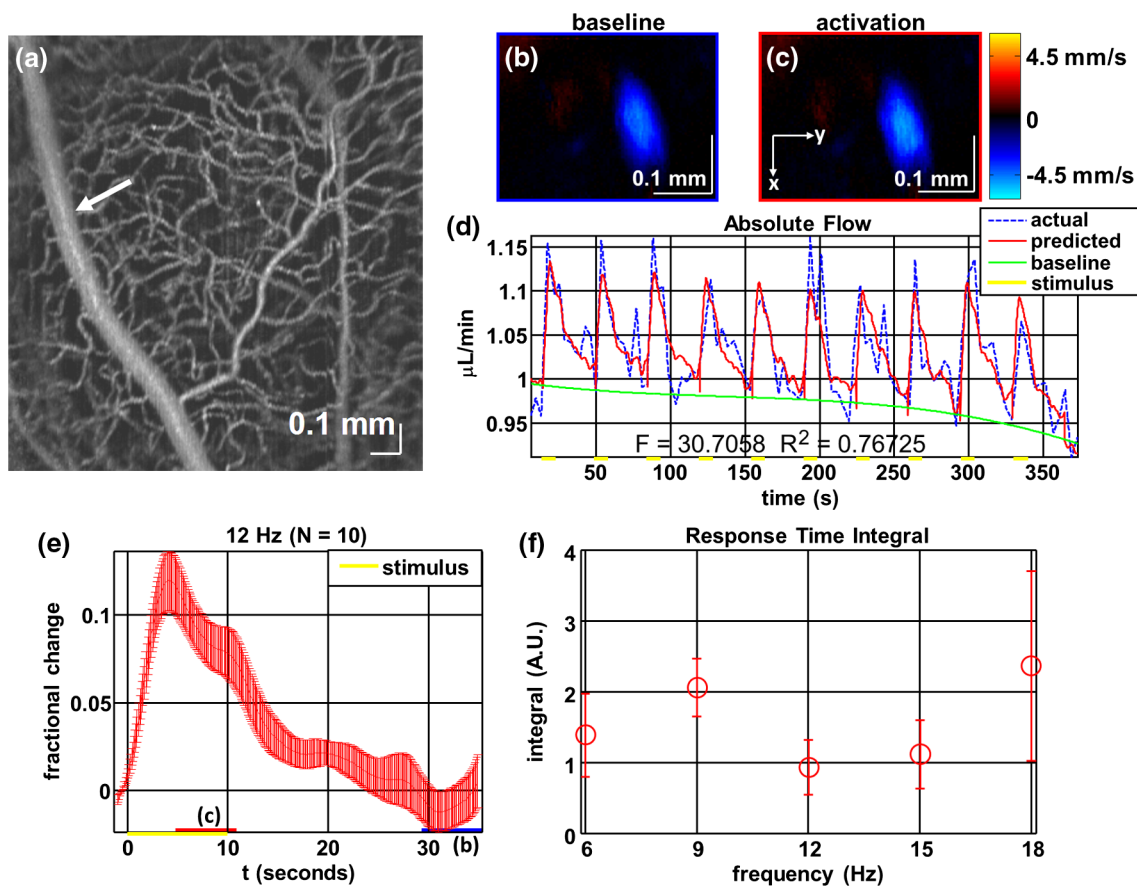 (a)
0.1 mm
baseline
(b)
0.1 mm
activation
(c)
y
x
0.1 mm
4.5 mm/s
0
-4.5 mm/s
(d)
Absolute Flow
actual
predicted
baseline
stimulus
1.15
1.1
1.05
1
0.95
μL/min
F = 30.7058 R² = 0.76725
50 100 150 200 250 300 350
time (s)
(e)
12 Hz (N = 10)
stimulus
0.1
0.05
0
fractional change
(c)
(b)
0 10 20 30
t (seconds)
(f)
Response Time Integral
4
3
2
1
0
integral (A.U.)
6 9 12 15 18
frequency (Hz)